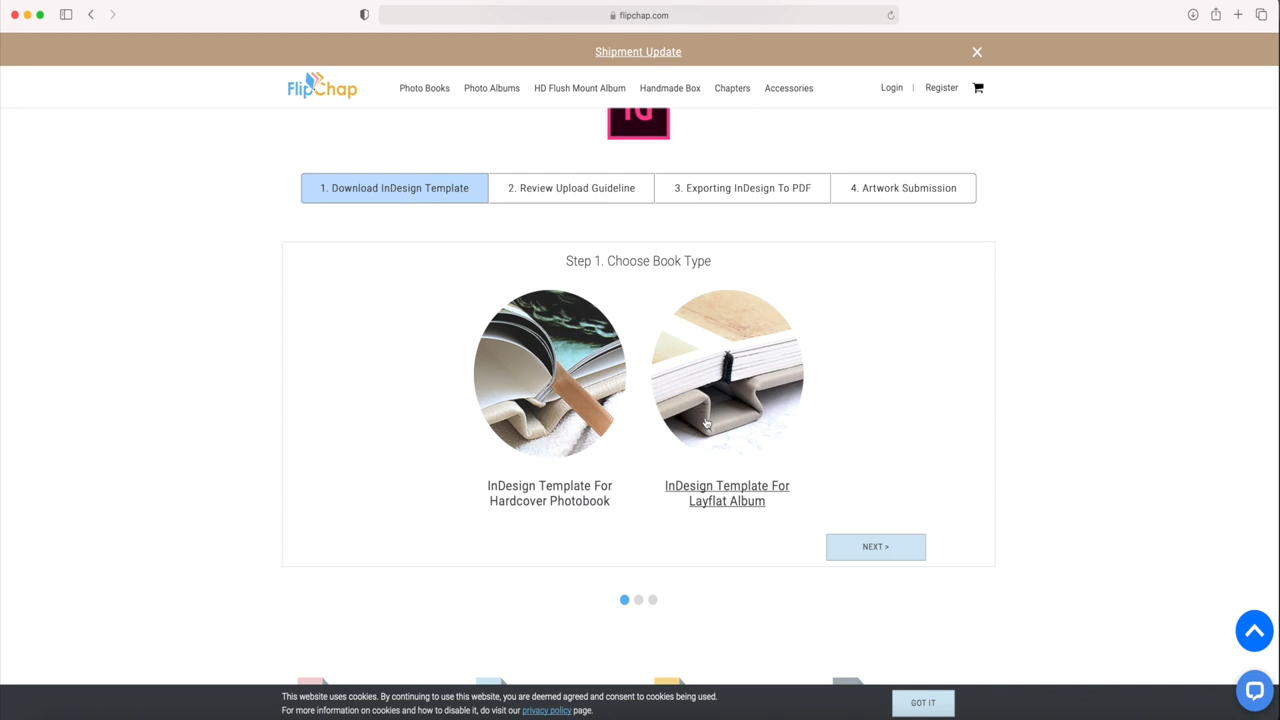 flipchap.com
Shipment Update
FlipChap
Photo Books
Photo Albums
HD Flush Mount Album
Handmade Box
Chapters
Accessories
Login |
Register
1. Download InDesign Template
2. Review Upload Guideline
3. Exporting InDesign To PDF
4. Artwork Submission
Step 1. Choose Book Type
InDesign Template For
Hardcover Photobook
InDesign Template For
Layflat Album
NEXT >
This website uses cookies. By continuing to use this website, you are deemed agreed and consent to cookies being used.
For more information on cookies and how to disable it, do visit our privacy policy page.
GOT IT